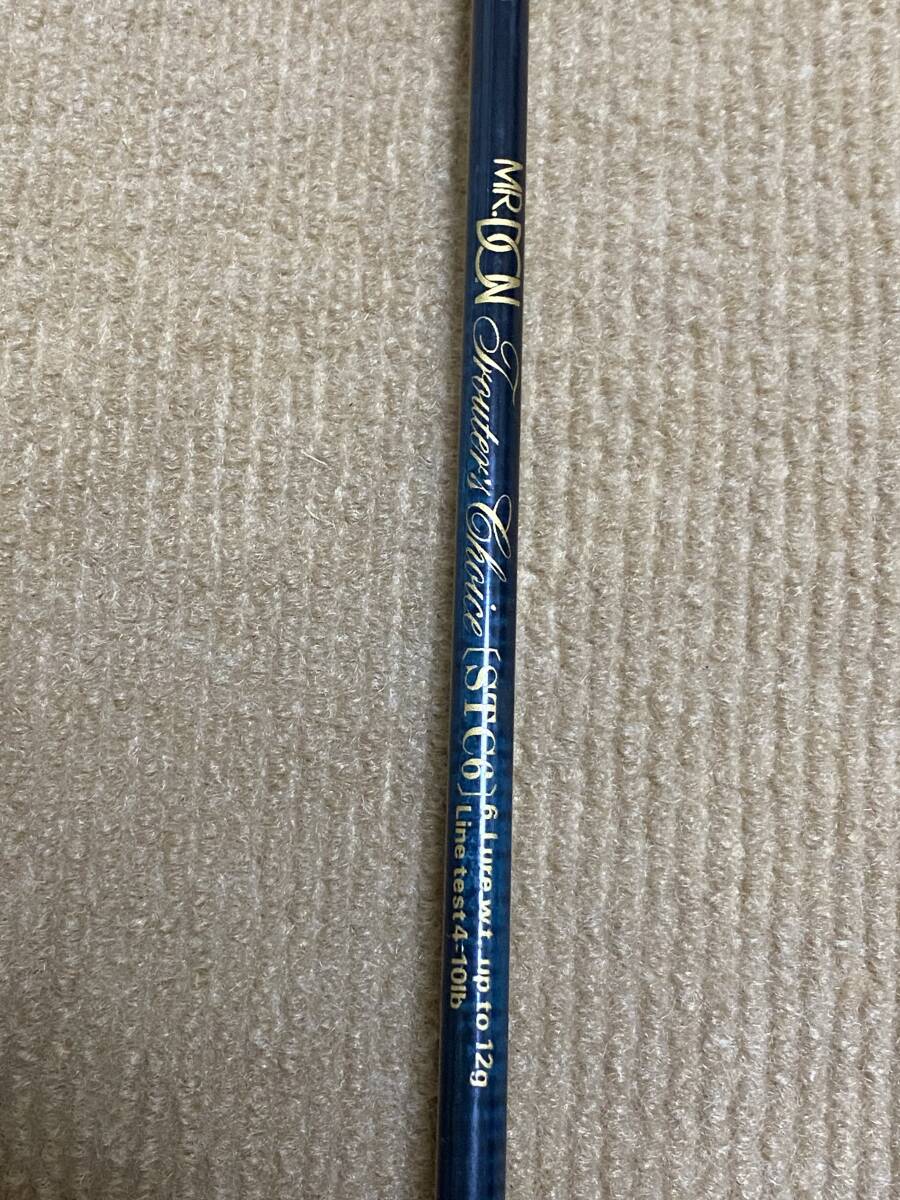 MR.DON Trouter's Choice [STC6] 6 Lure wt. up to 12g
Line test 4-10lb